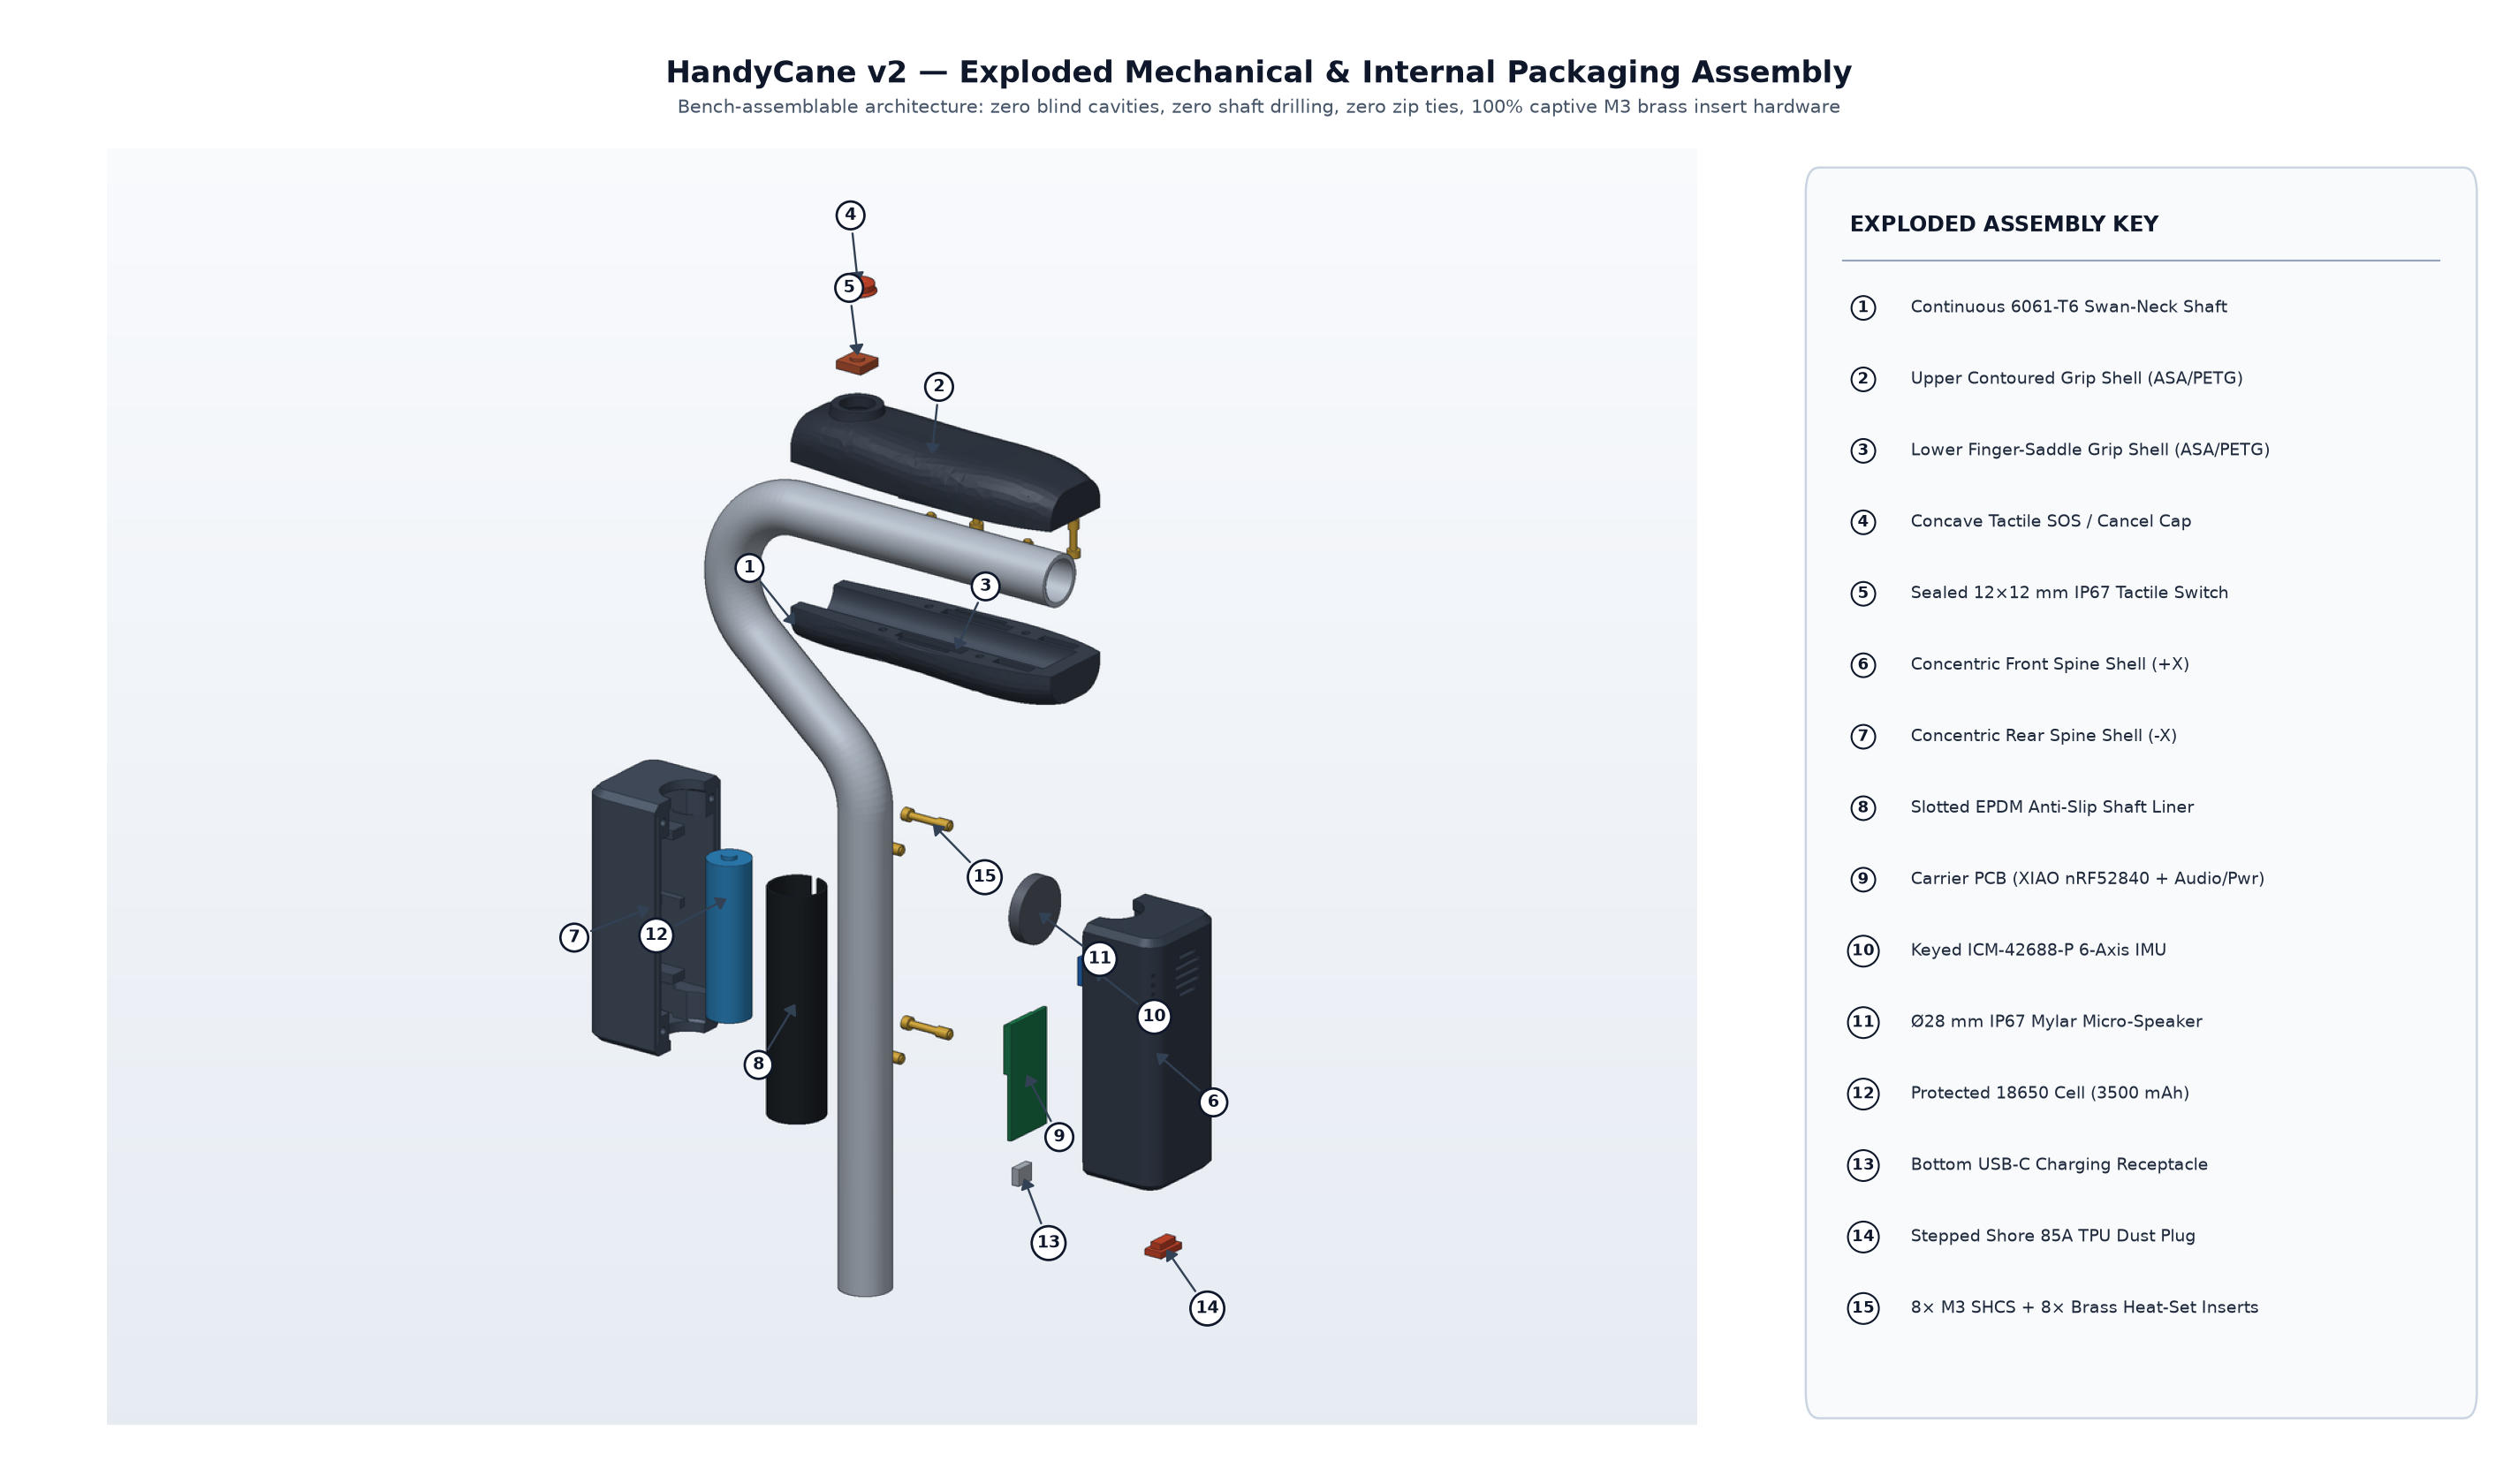 HandyCane v2 — Exploded Mechanical & Internal Packaging Assembly
Bench-assemblable architecture: zero blind cavities, zero shaft drilling, zero zip ties, 100% captive M3 brass insert hardware
4
5
2
1
3
15
7
12
11
10
8
6
9
13
14
EXPLODED ASSEMBLY KEY
1 Continuous 6061-T6 Swan-Neck Shaft
2 Upper Contoured Grip Shell (ASA/PETG)
3 Lower Finger-Saddle Grip Shell (ASA/PETG)
4 Concave Tactile SOS / Cancel Cap
5 Sealed 12×12 mm IP67 Tactile Switch
6 Concentric Front Spine Shell (+X)
7 Concentric Rear Spine Shell (-X)
8 Slotted EPDM Anti-Slip Shaft Liner
9 Carrier PCB (XIAO nRF52840 + Audio/Pwr)
10 Keyed ICM-42688-P 6-Axis IMU
11 Ø28 mm IP67 Mylar Micro-Speaker
12 Protected 18650 Cell (3500 mAh)
13 Bottom USB-C Charging Receptacle
14 Stepped Shore 85A TPU Dust Plug
15 8× M3 SHCS + 8× Brass Heat-Set Inserts